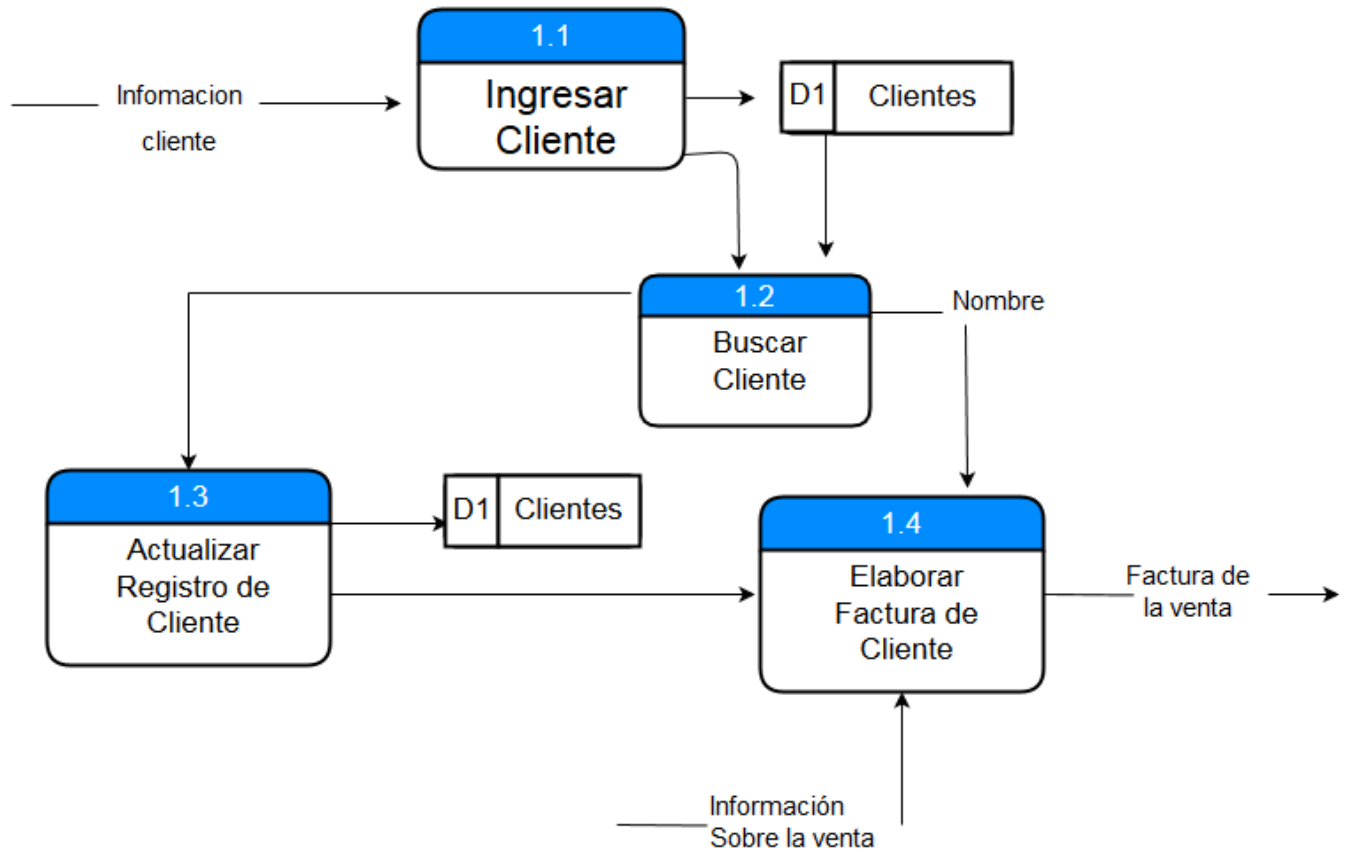 1.1
Ingresar
Cliente
Infomacion
cliente
D1
Clientes
1.2
Buscar
Cliente
Nombre
1.3
Actualizar
Registro de
Cliente
D1
Clientes
1.4
Elaborar
Factura de
Cliente
Factura de
la venta
Información
Sobre la venta